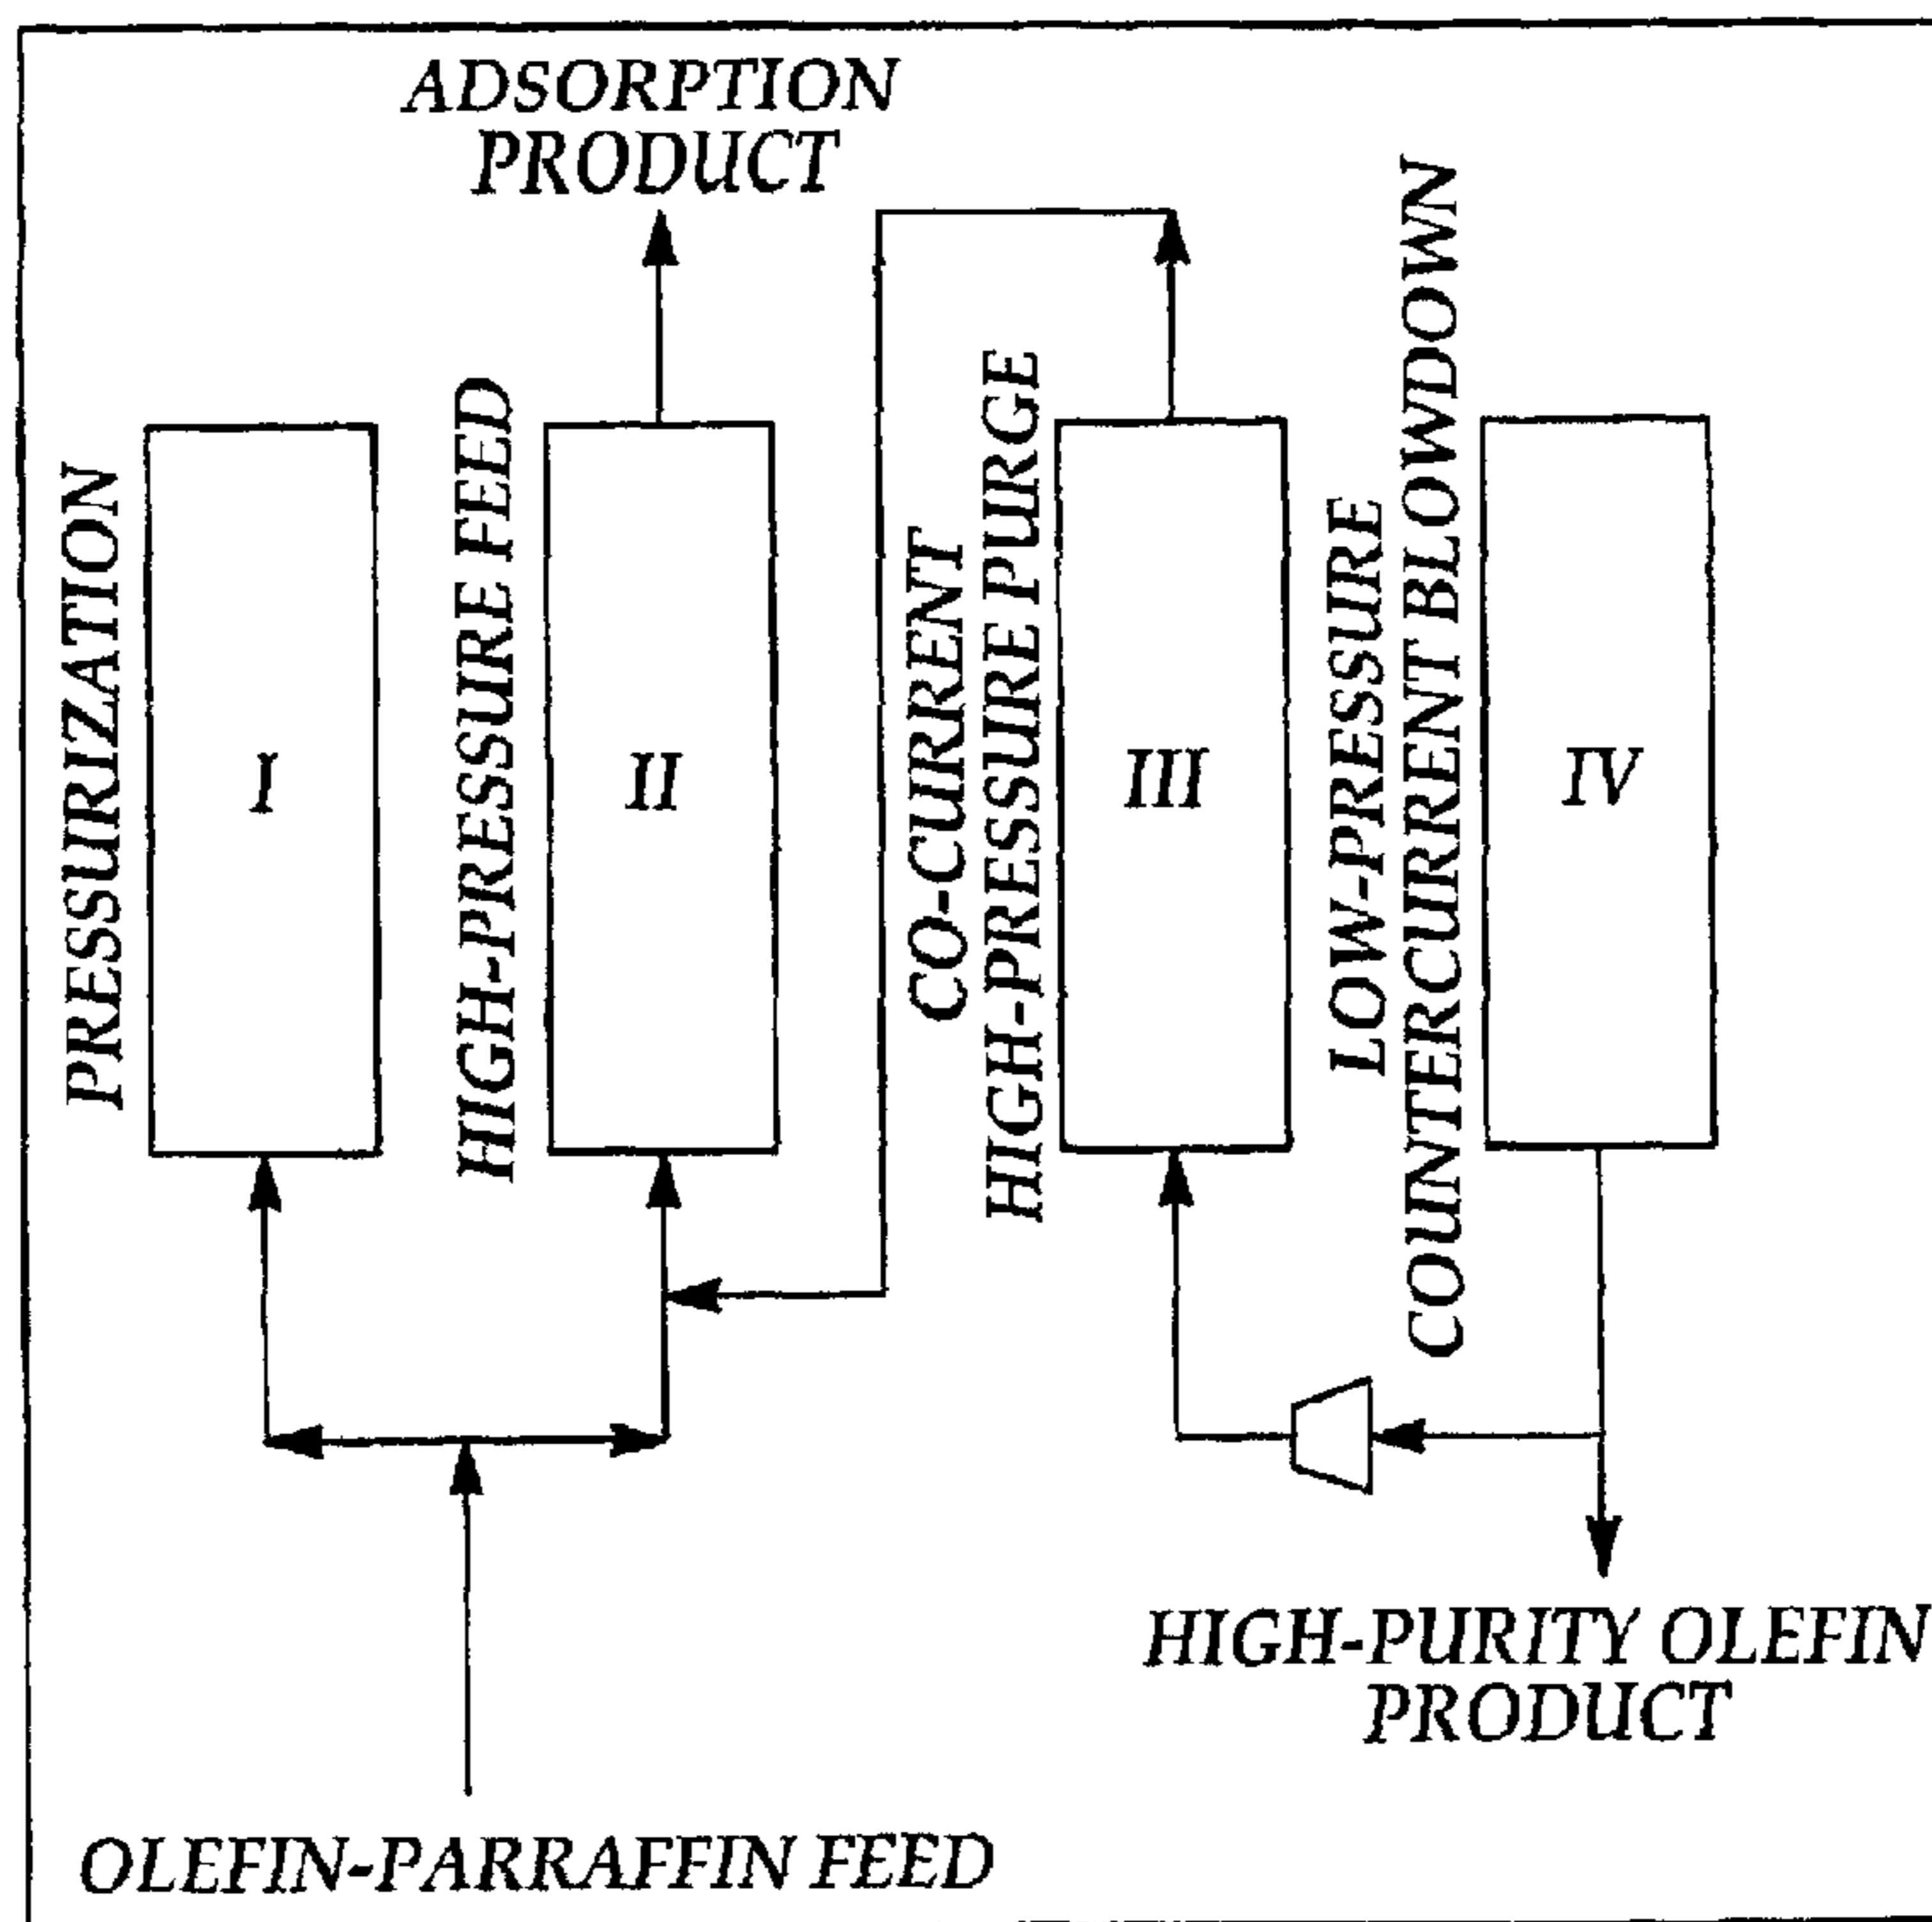 ADSORPTION
PRODUCT
PRESSURIZATION
I
HIGH-PRESSURE FEED
II
CO-CURRENT
HIGH-PRESSURE PURGE
III
LOW-PRESSURE
COUNTERCURRENT BLOWDOWN
IV
HIGH-PURITY OLEFIN
PRODUCT
OLEFIN-PARRAFFIN FEED